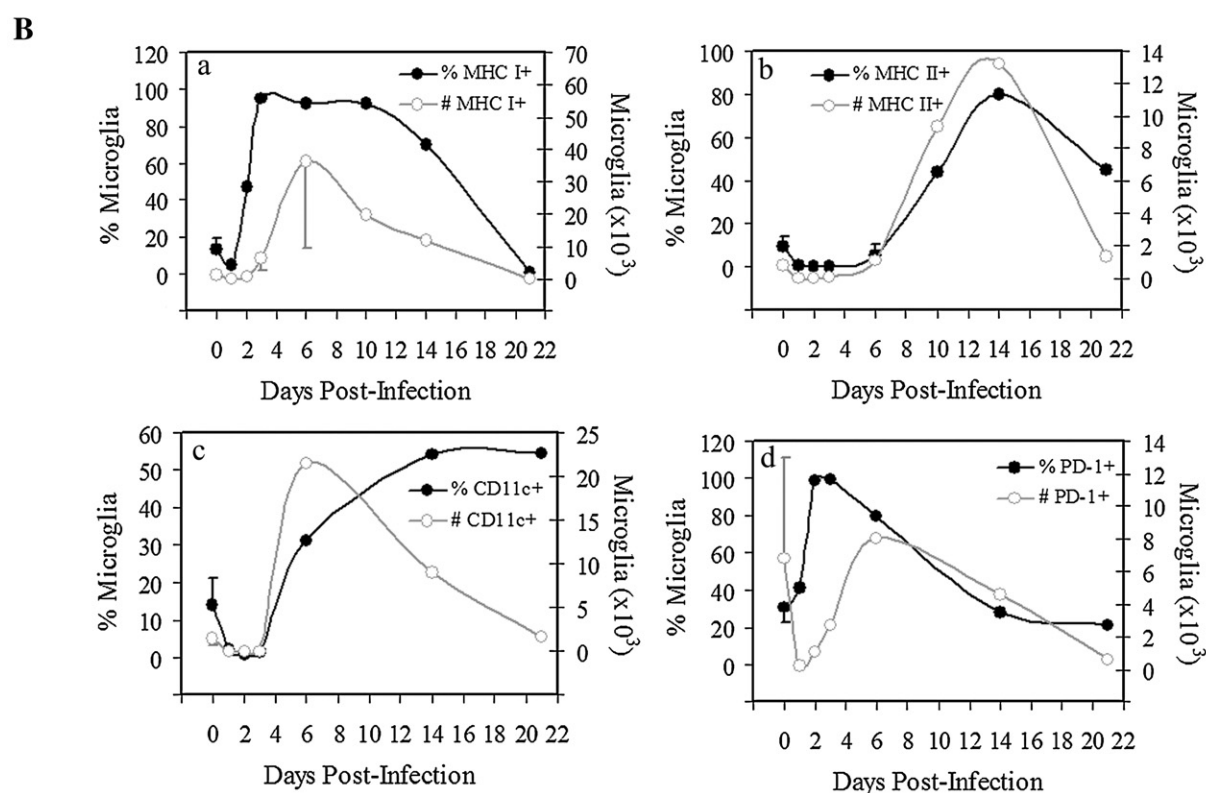 B
a
% MHC I+
# MHC I+
120
100
80
60
40
20
0
% Microglia
70
60
50
40
30
20
10
0
Microglia (x10³)
0 2 4 6 8 10 12 14 16 18 20 22
Days Post-Infection
b
% MHC II+
# MHC II+
100
80
60
40
20
0
% Microglia
14
12
10
8
6
4
2
0
Microglia (x10³)
0 2 4 6 8 10 12 14 16 18 20 22
Days Post-Infection
c
% CD11c+
# CD11c+
60
50
40
30
20
10
0
% Microglia
25
20
15
10
5
0
Microglia (x10³)
0 2 4 6 8 10 12 14 16 18 20 22
Days Post-Infection
d
% PD-1+
# PD-1+
120
100
80
60
40
20
0
% Microglia
14
12
10
8
6
4
2
0
Microglia (x10³)
0 2 4 6 8 10 12 14 16 18 20 22
Days Post-Infection